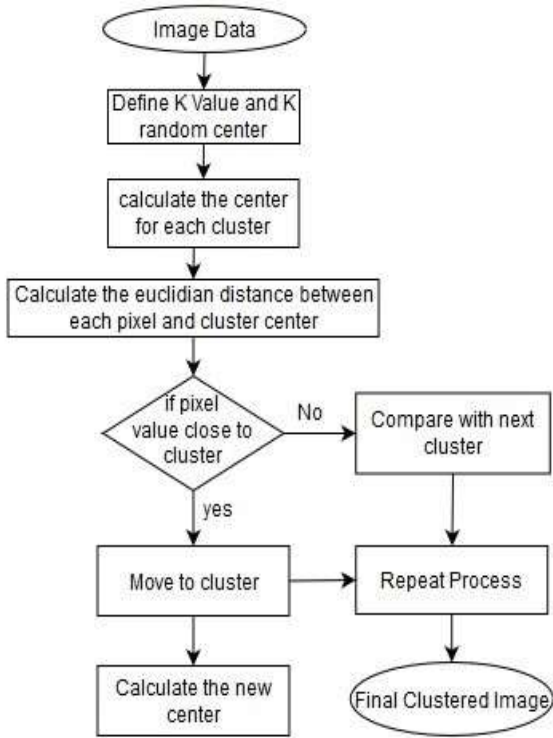 Image Data
Define K Value and K
random center
calculate the center
for each cluster
Calculate the euclidian distance between
each pixel and cluster center
if pixel
value close to
cluster
No
Compare with next
cluster
yes
Move to cluster
Repeat Process
Calculate the new
center
Final Clustered Image